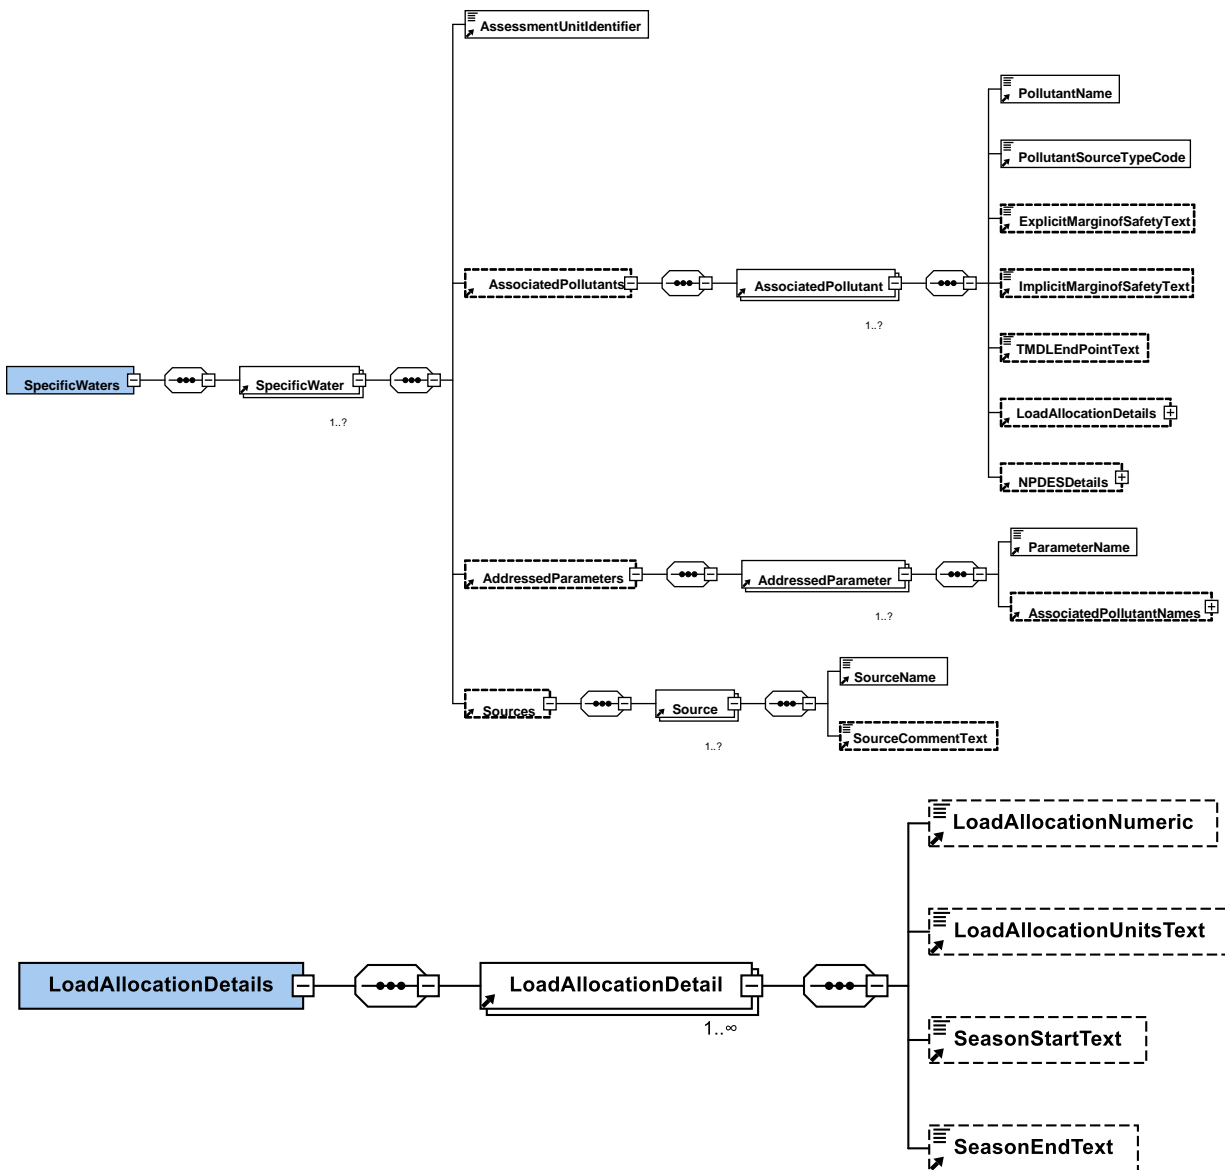 AssessmentUnitIdentifier
PollutantName
PollutantSourceTypeCode
ExplicitMarginofSafetyText
AssociatedPollutants
AssociatedPollutant
ImplicitMarginofSafetyText
1..?
TMDLEndPointText
SpecificWaters
SpecificWater
1..?
LoadAllocationDetails
NPDESDetails
ParameterName
AddressedParameters
AddressedParameter
1..?
AssociatedPollutantNames
SourceName
Sources
Source
1..?
SourceCommentText
LoadAllocationNumeric
LoadAllocationUnitsText
LoadAllocationDetails
LoadAllocationDetail
1..∞
SeasonStartText
SeasonEndText